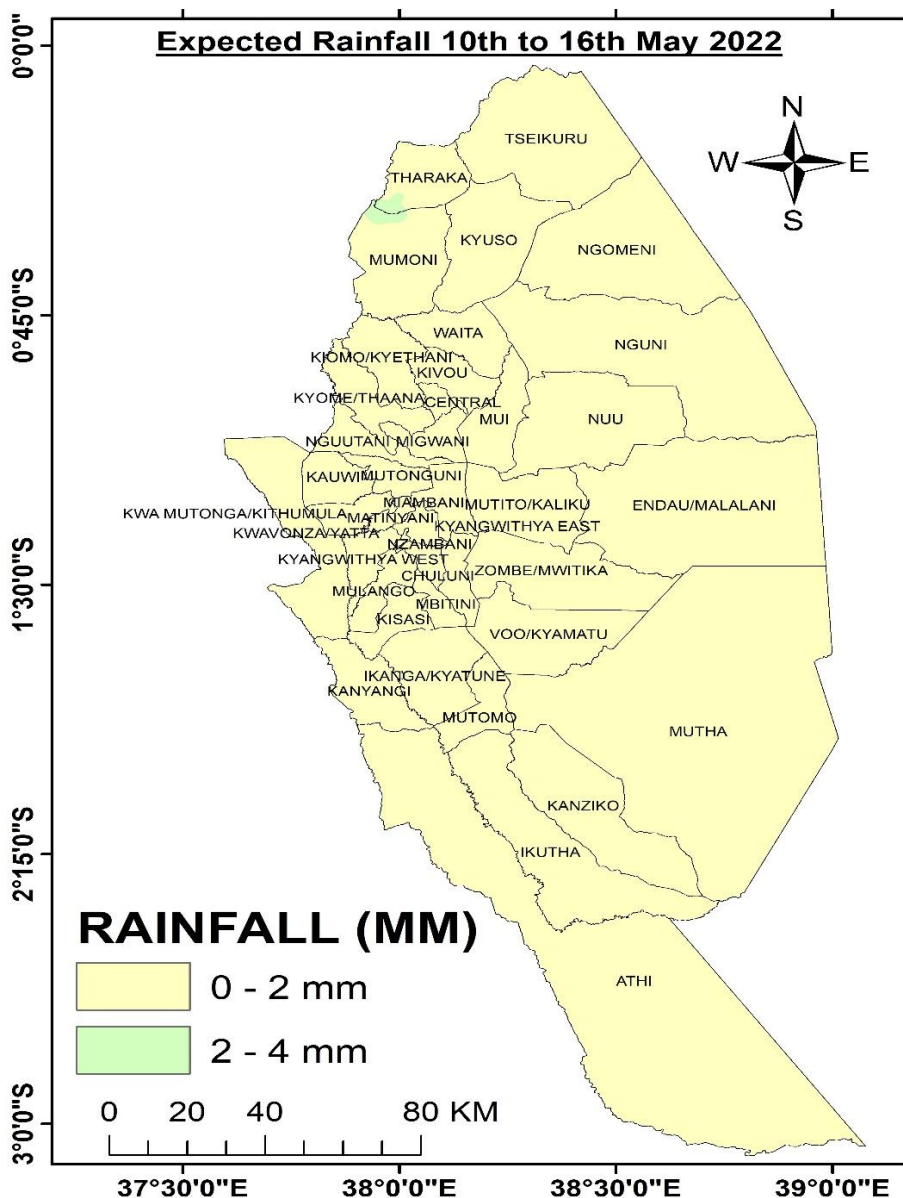 Expected Rainfall 10th to 16th May 2022
N
W E
S
0°0'0"
0°45'0"S
1°30'0"S
2°15'0"S
3°0'0"S
TSEIKURU
THARAKA
KYUSO
NGOMENI
MUMONI
WAITA
NGUNI
KIOMO/KYETHANI
KIVOU
KYOME/THAANA
CENTRAL
MUI
NUU
NGUUTANI MIGWANI
KAUWI MUTONGUNI
MIAMBANI MUTITO/KALIKU ENDAU/MALALANI
KWA MUTONGA/KITHUMULA MATINYANI
KYANGWITHYA EAST
KWAVONZA/YATTA
NZAMBANI
KYANGWITHYA WEST
ZOMBE/MWITIKA
CHULUNI
MULANGO
MBITINI
KISASI
VOO/KYAMATU
IKANGA/KYATUNE
KANYANGI
MUTOMO
MUTHA
KANZIKO
IKUTHA
ATHI
RAINFALL (MM)
0 - 2 mm
2 - 4 mm
0 20 40 80 KM
37°30'0"E 38°0'0"E 38°30'0"E 39°0'0"E